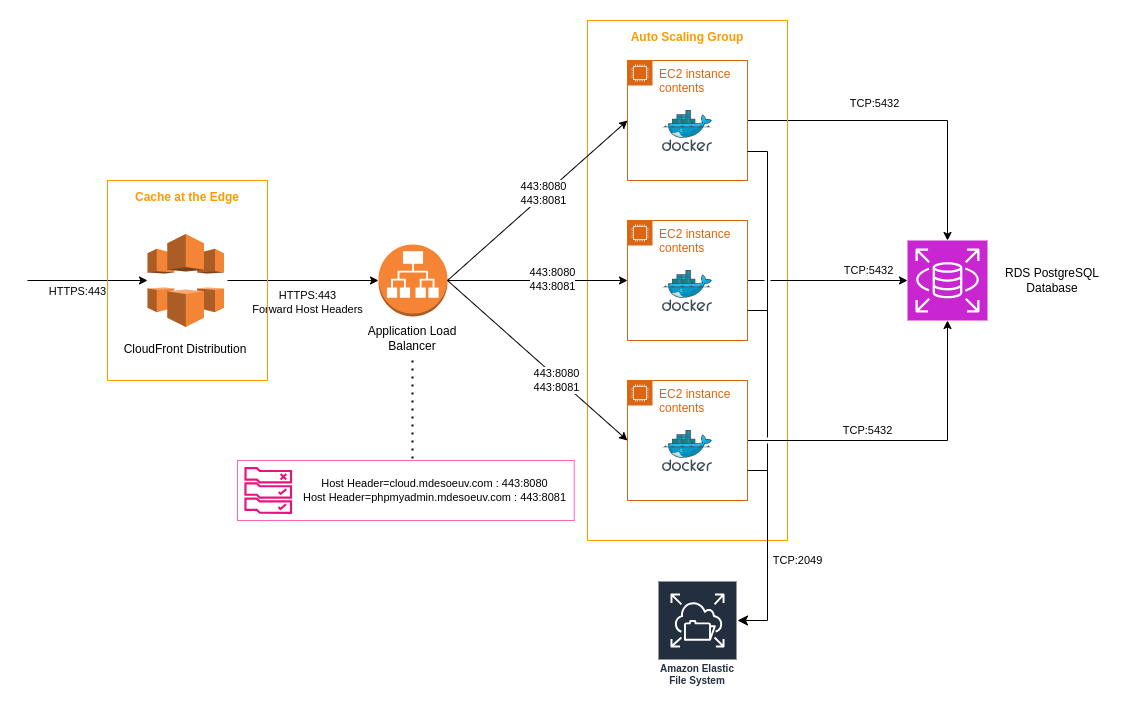 Auto Scaling Group
EC2 instance
contents
docker
TCP:5432
443:8080
443:8081
Cache at the Edge
HTTPS:443
CloudFront Distribution
HTTPS:443
Forward Host Headers
Application Load
Balancer
443:8080
443:8081
EC2 instance
contents
docker
TCP:5432
RDS PostgreSQL
Database
443:8080
443:8081
EC2 instance
contents
docker
TCP:5432
Host Header=cloud.mdesoeuv.com : 443:8080
Host Header=phpmyadmin.mdesoeuv.com : 443:8081
TCP:2049
Amazon Elastic
File System